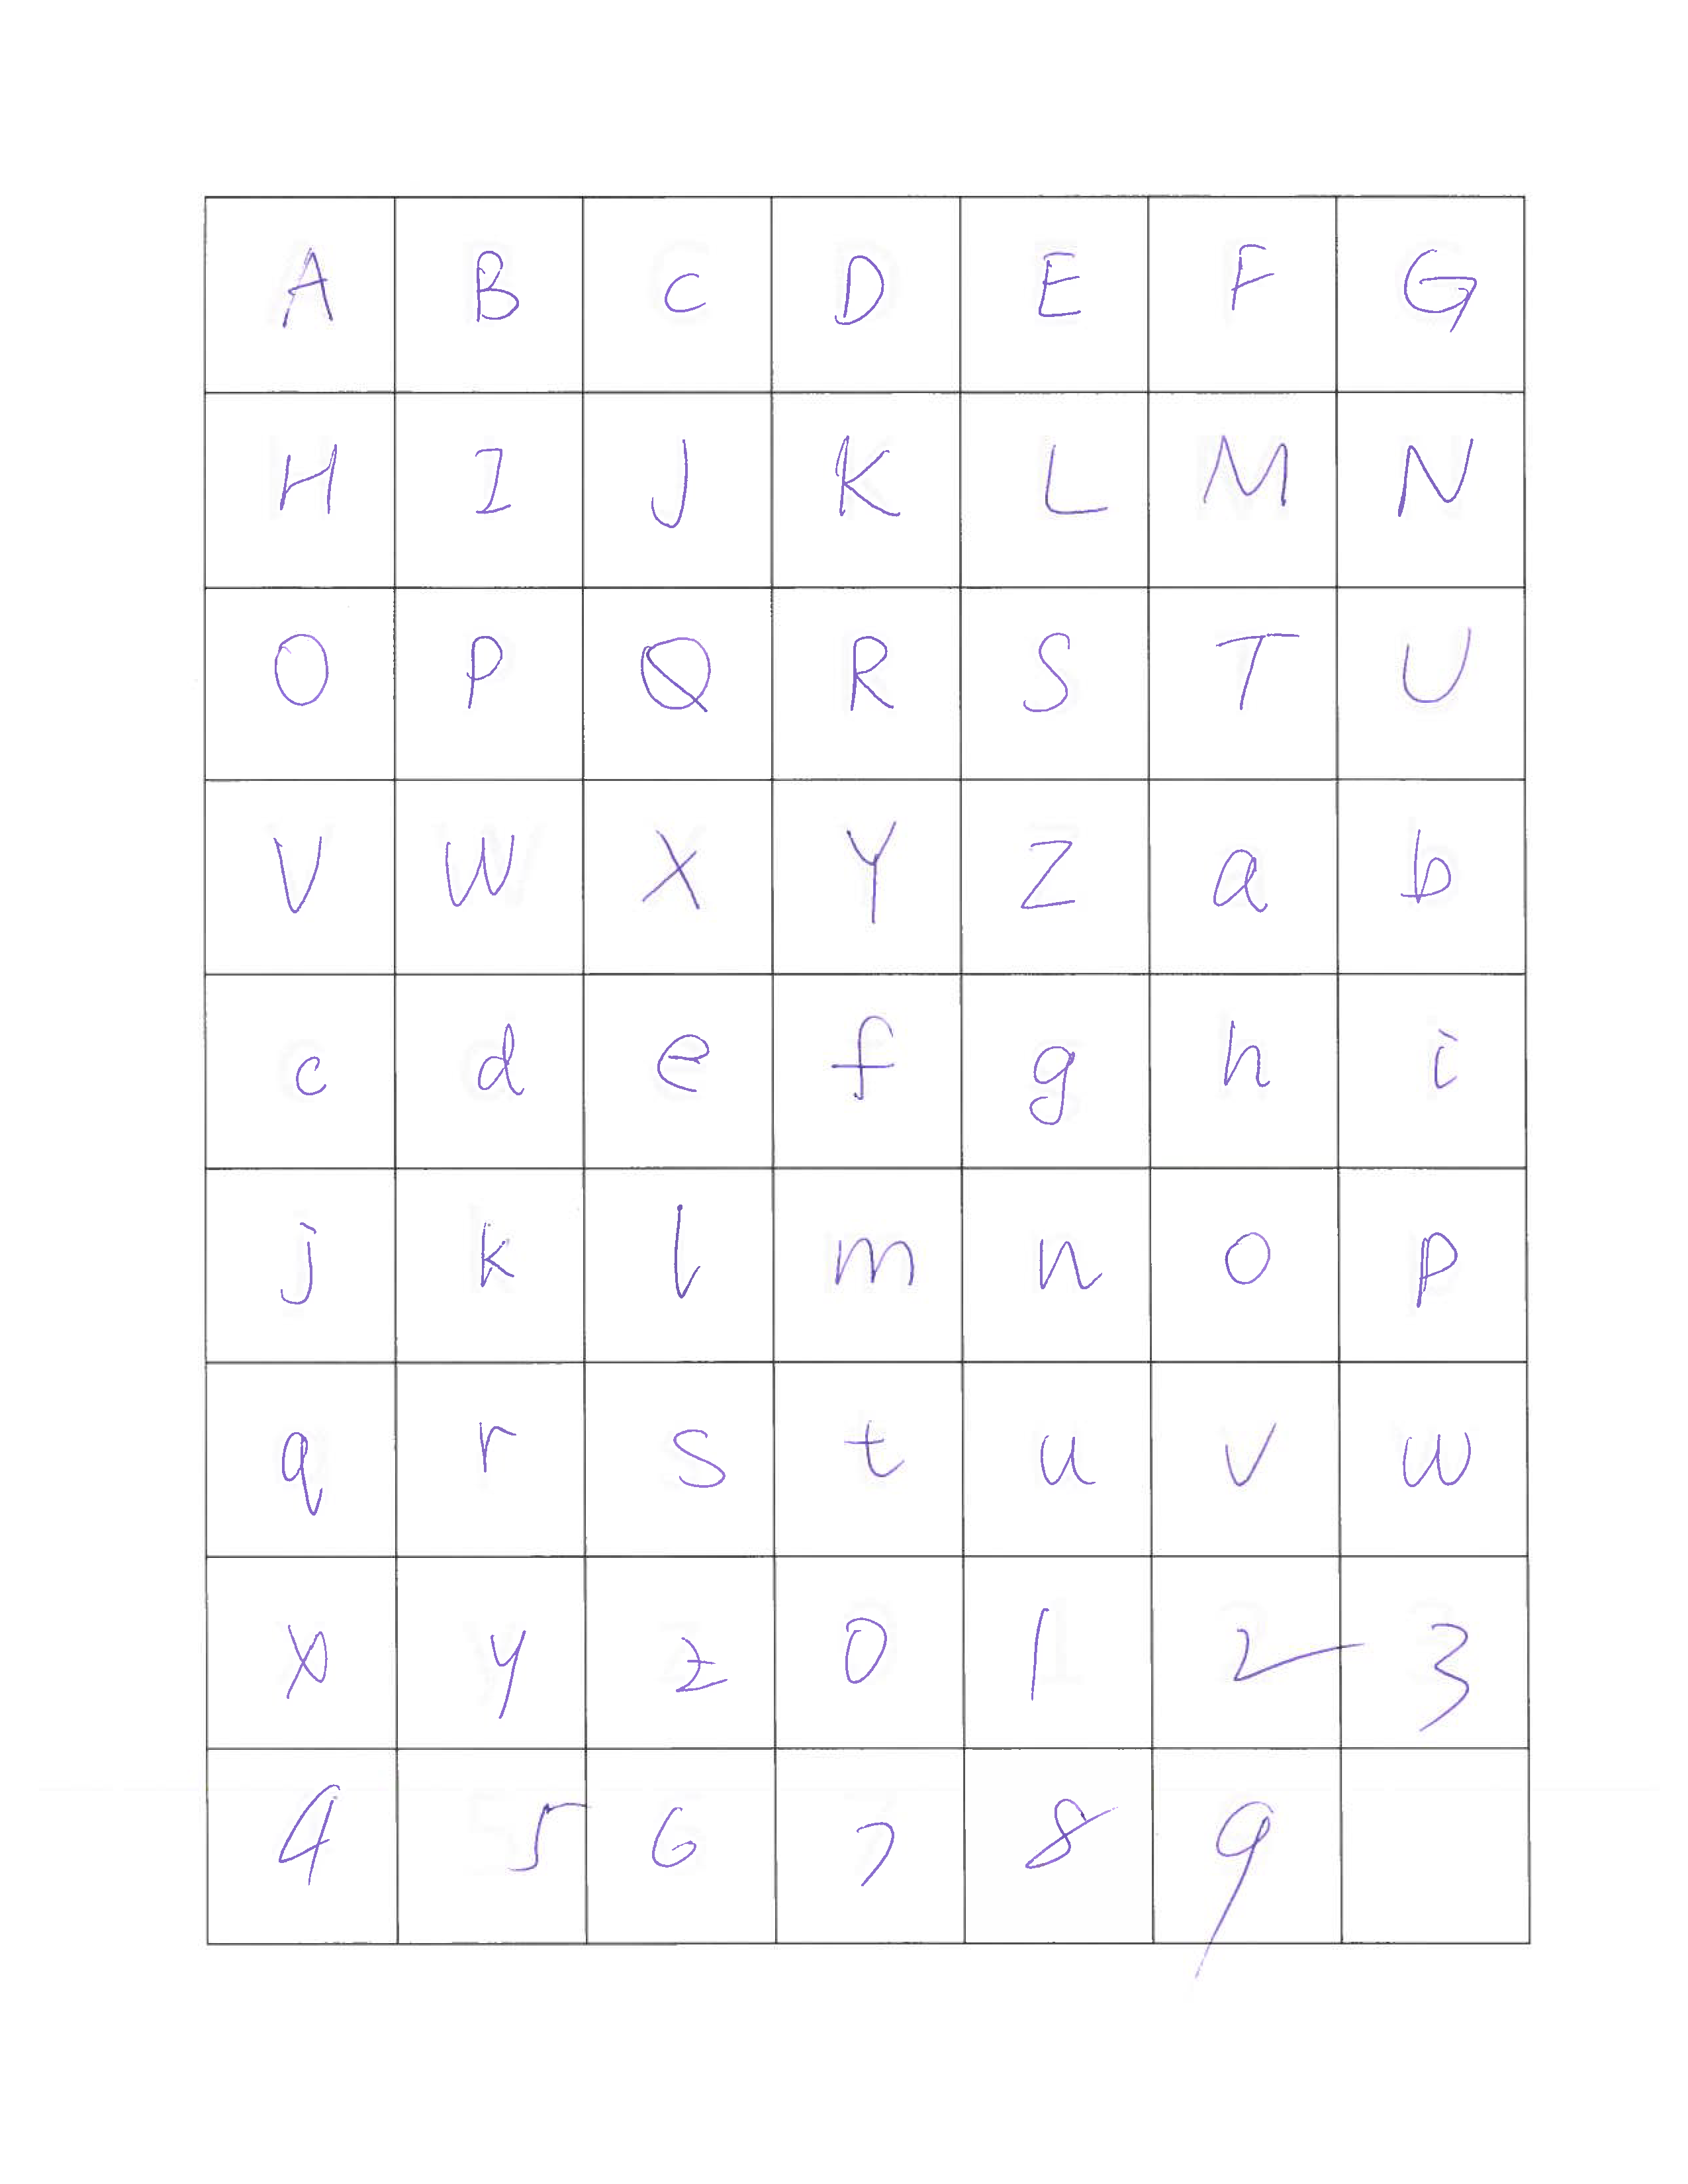 A B C D E F G
H I J K L M N
O P Q R S T U
V W X Y Z a b
c d e f g h i
j k l m n o p
q r s t u v w
x y z 0 1 2 3
4 5 6 7 8 9